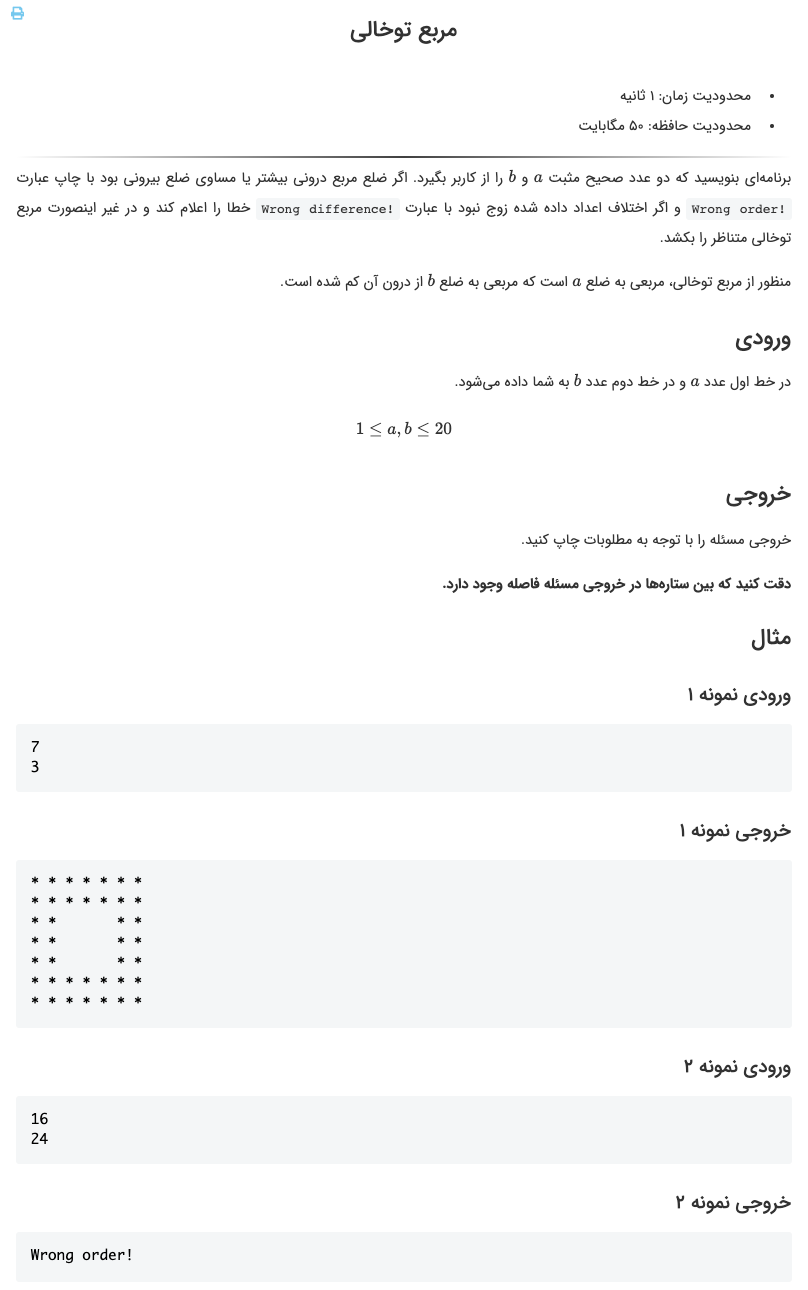 مربع توخالی
• محدودیت زمان: ۱ ثانیه
• محدودیت حافظه: ۵۰ مگابایت
برنامه‌ای بنویسید که دو عدد صحیح مثبت a و b را از کاربر بگیرد. اگر ضلع مربع درونی بیشتر یا مساوی ضلع بیرونی بود با چاپ عبارت
Wrong order! و اگر اختلاف اعداد داده شده زوج نبود با عبارت Wrong difference! خطا را اعلام کند و در غیر اینصورت مربع
توخالی متناظر را بکشد.
منظور از مربع توخالی، مربعی به ضلع a است که مربعی به ضلع b از درون آن کم شده است.
ورودی
در خط اول عدد a و در خط دوم عدد b به شما داده می‌شود.
1 ≤ a, b ≤ 20
خروجی
خروجی مسئله را با توجه به مطلوبات چاپ کنید.
دقت کنید که بین ستاره‌ها در خروجی مسئله فاصله وجود دارد.
مثال
ورودی نمونه ۱
7
3
خروجی نمونه ۱
* * * * * * *
* * * * * * *
* *       * *
* *       * *
* *       * *
* * * * * * *
* * * * * * *
ورودی نمونه ۲
16
24
خروجی نمونه ۲
Wrong order!